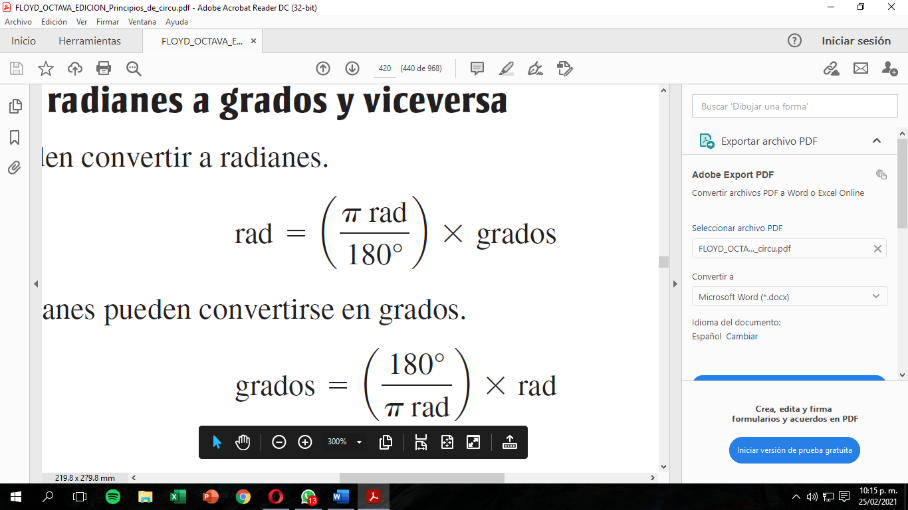 FLOYD_OCTAVA_EDICION_Principios_de_circu.pdf - Adobe Acrobat Reader DC (32-bit)
Archivo Edición Ver Firmar Ventana Ayuda
Inicio Herramientas FLOYD_OCTAVA_E... × ? Iniciar sesión
420 (440 de 968)
radianes a grados y viceversa
len convertir a radianes.
rad = (π rad / 180°) × grados
anes pueden convertirse en grados.
grados = (180° / π rad) × rad
300%
219.8 x 279.8 mm
Buscar 'Dibujar una forma'
Exportar archivo PDF
Adobe Export PDF
Convertir archivos PDF a Word o Excel Online
Seleccionar archivo PDF
FLOYD_OCTA..._circu.pdf
Convertir a
Microsoft Word (*.docx)
Idioma del documento:
Español Cambiar
Crea, edita y firma
formularios y acuerdos en PDF
Iniciar versión de prueba gratuita
13
10:15 p. m.
25/02/2021